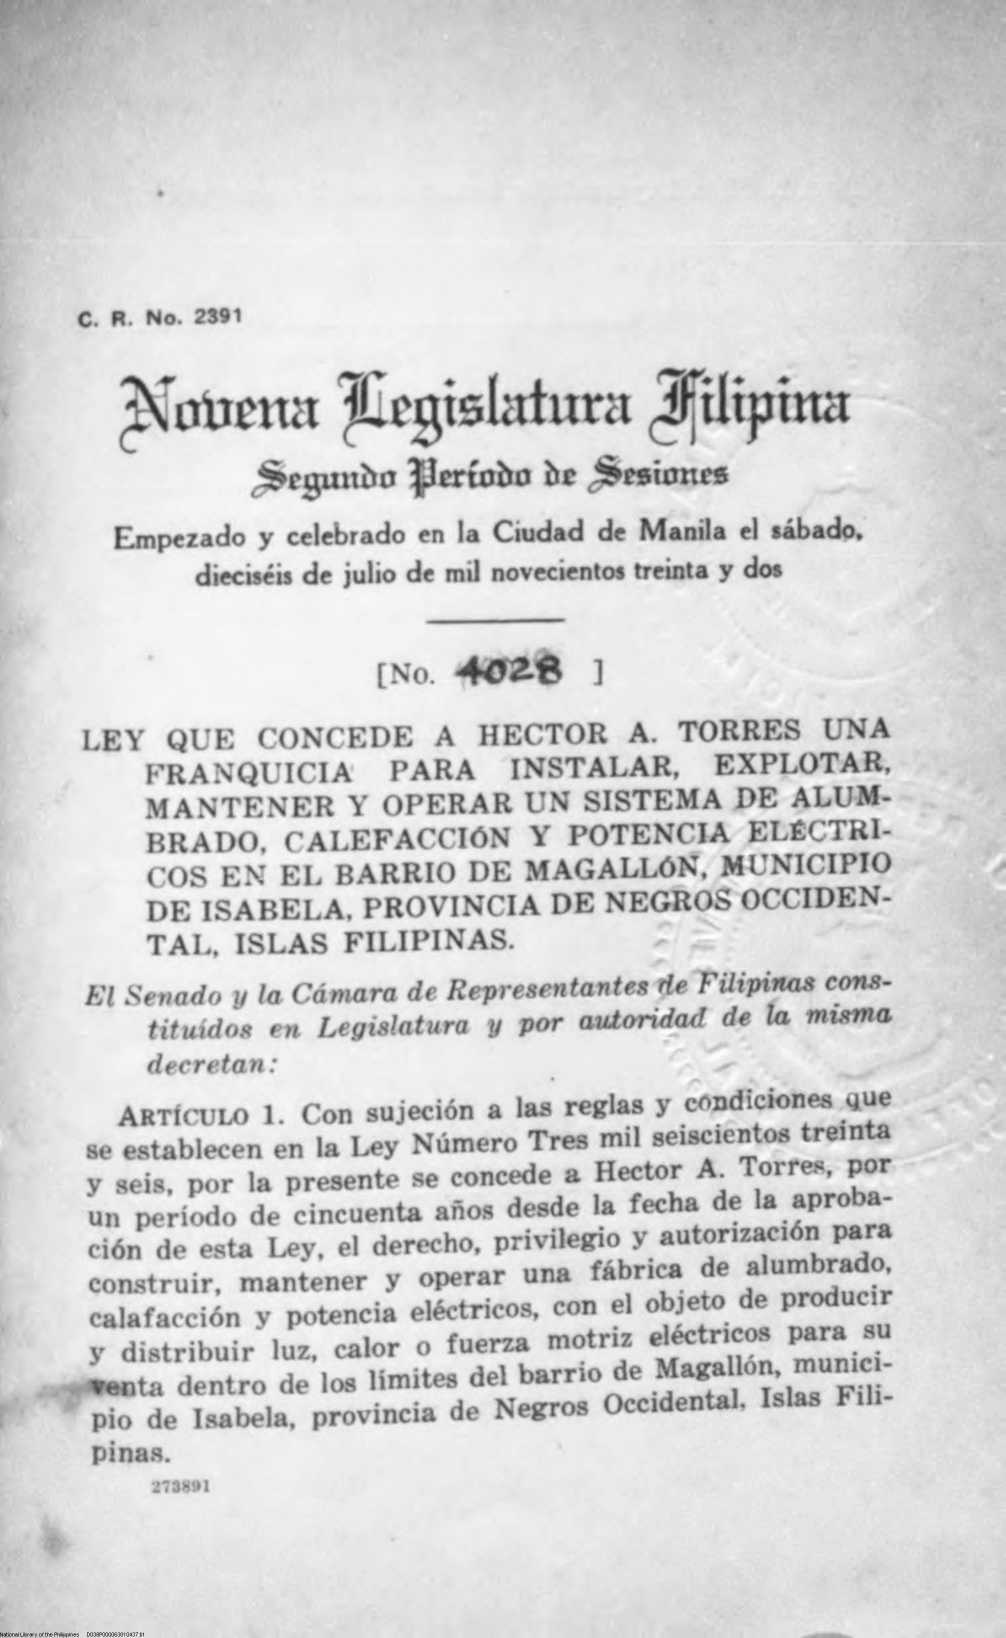 C. R. No. 2391
Novena Legislatura Filipina
Segundo Período de Sesiones
Empezado y celebrado en la Ciudad de Manila el sábado,
dieciséis de julio de mil novecientos treinta y dos
[No. 4028 ]
LEY QUE CONCEDE A HECTOR A. TORRES UNA
FRANQUICIA PARA INSTALAR, EXPLOTAR,
MANTENER Y OPERAR UN SISTEMA DE ALUM-
BRADO, CALEFACCIÓN Y POTENCIA ELÉCTRI-
COS EN EL BARRIO DE MAGALLÓN, MUNICIPIO
DE ISABELA, PROVINCIA DE NEGROS OCCIDEN-
TAL, ISLAS FILIPINAS.
El Senado y la Cámara de Representantes de Filipinas cons-
tituídos en Legislatura y por autoridad de la misma
decretan:
ARTÍCULO 1. Con sujeción a las reglas y condiciones que
se establecen en la Ley Número Tres mil seiscientos treinta
y seis, por la presente se concede a Hector A. Torres, por
un período de cincuenta años desde la fecha de la aproba-
ción de esta Ley, el derecho, privilegio y autorización para
construir, mantener y operar una fábrica de alumbrado,
calafacción y potencia eléctricos, con el objeto de producir
y distribuir luz, calor o fuerza motriz eléctricos para su
venta dentro de los límites del barrio de Magallón, munici-
pio de Isabela, provincia de Negros Occidental, Islas Fili-
pinas.
273891
National Library of the Philippines